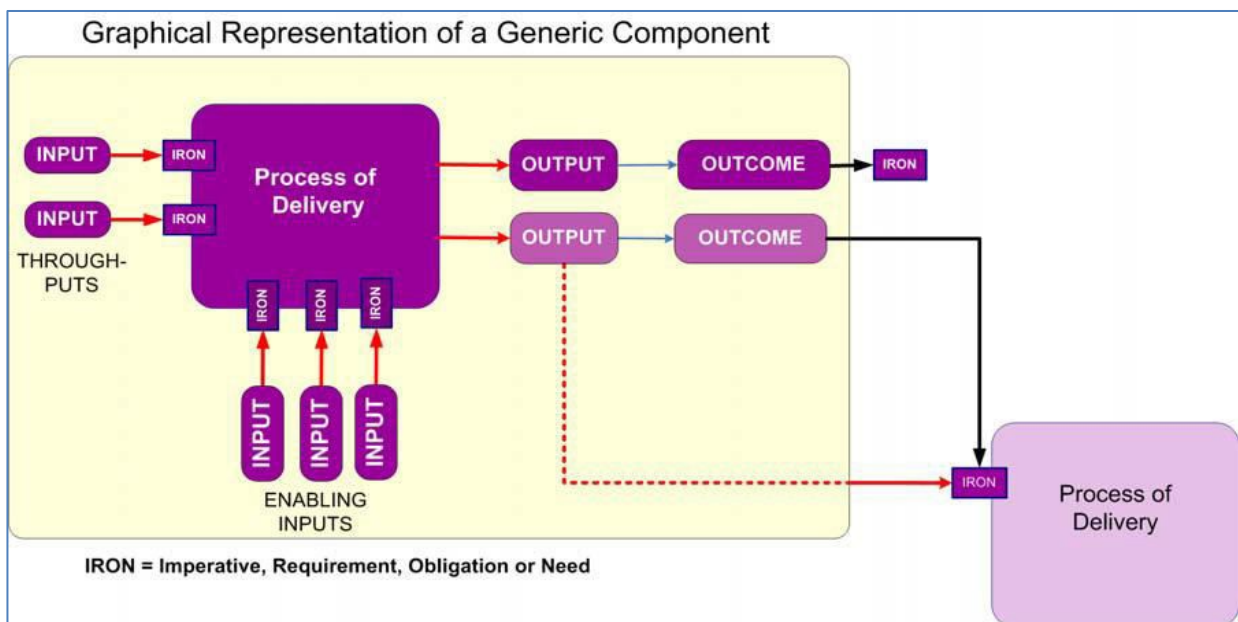 Graphical Representation of a Generic Component
INPUT
IRON
INPUT
IRON
THROUGH-
PUTS
Process of
Delivery
OUTPUT
OUTCOME
IRON
OUTPUT
OUTCOME
IRON
IRON
IRON
INPUT
INPUT
INPUT
ENABLING
INPUTS
IRON
Process of
Delivery
IRON = Imperative, Requirement, Obligation or Need